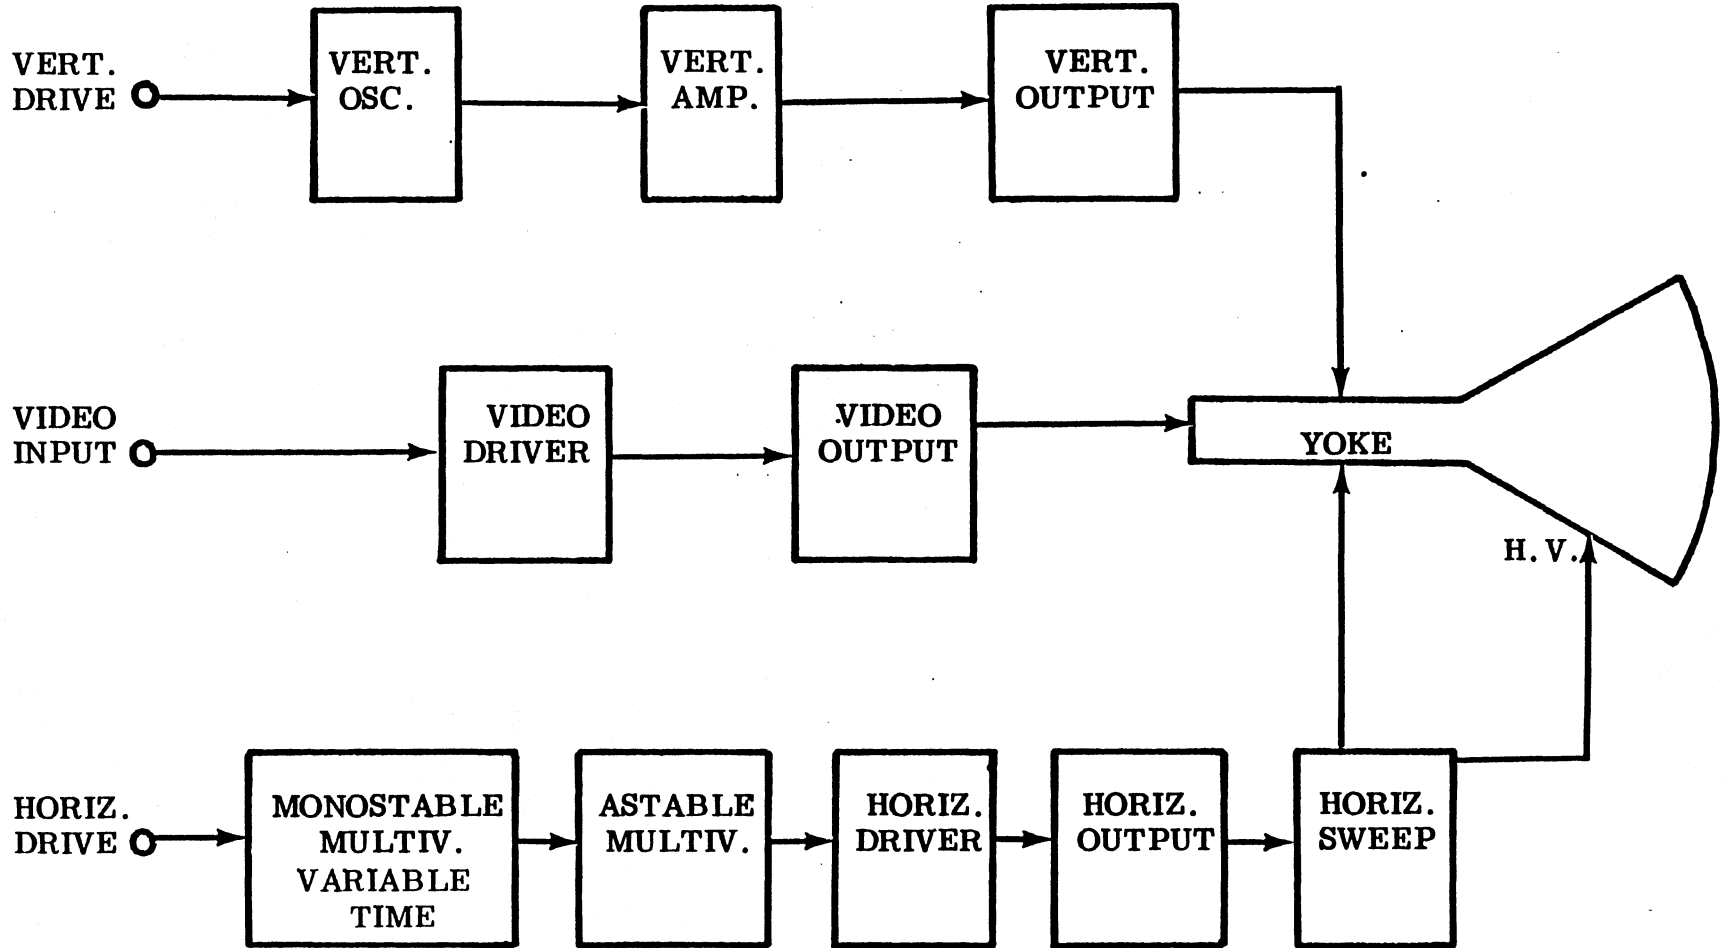 VERT.
DRIVE
VERT.
OSC.
VERT.
AMP.
VERT.
OUTPUT
VIDEO
INPUT
VIDEO
DRIVER
VIDEO
OUTPUT
YOKE
H. V.
HORIZ.
DRIVE
MONOSTABLE
MULTIV.
VARIABLE
TIME
ASTABLE
MULTIV.
HORIZ.
DRIVER
HORIZ.
OUTPUT
HORIZ.
SWEEP